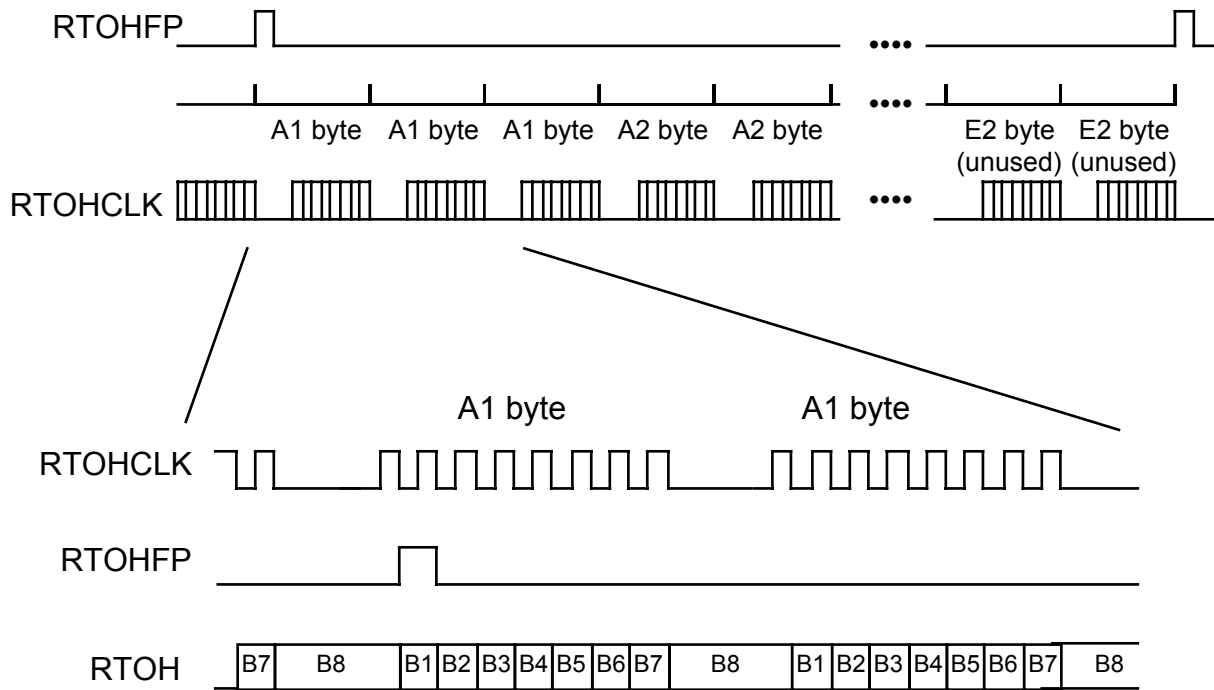 RTOHFP
A1 byte A1 byte A1 byte A2 byte A2 byte E2 byte E2 byte
(unused) (unused)
RTOHCLK
A1 byte A1 byte
RTOHCLK
RTOHFP
RTOH B7 B8 B1 B2 B3 B4 B5 B6 B7 B8 B1 B2 B3 B4 B5 B6 B7 B8